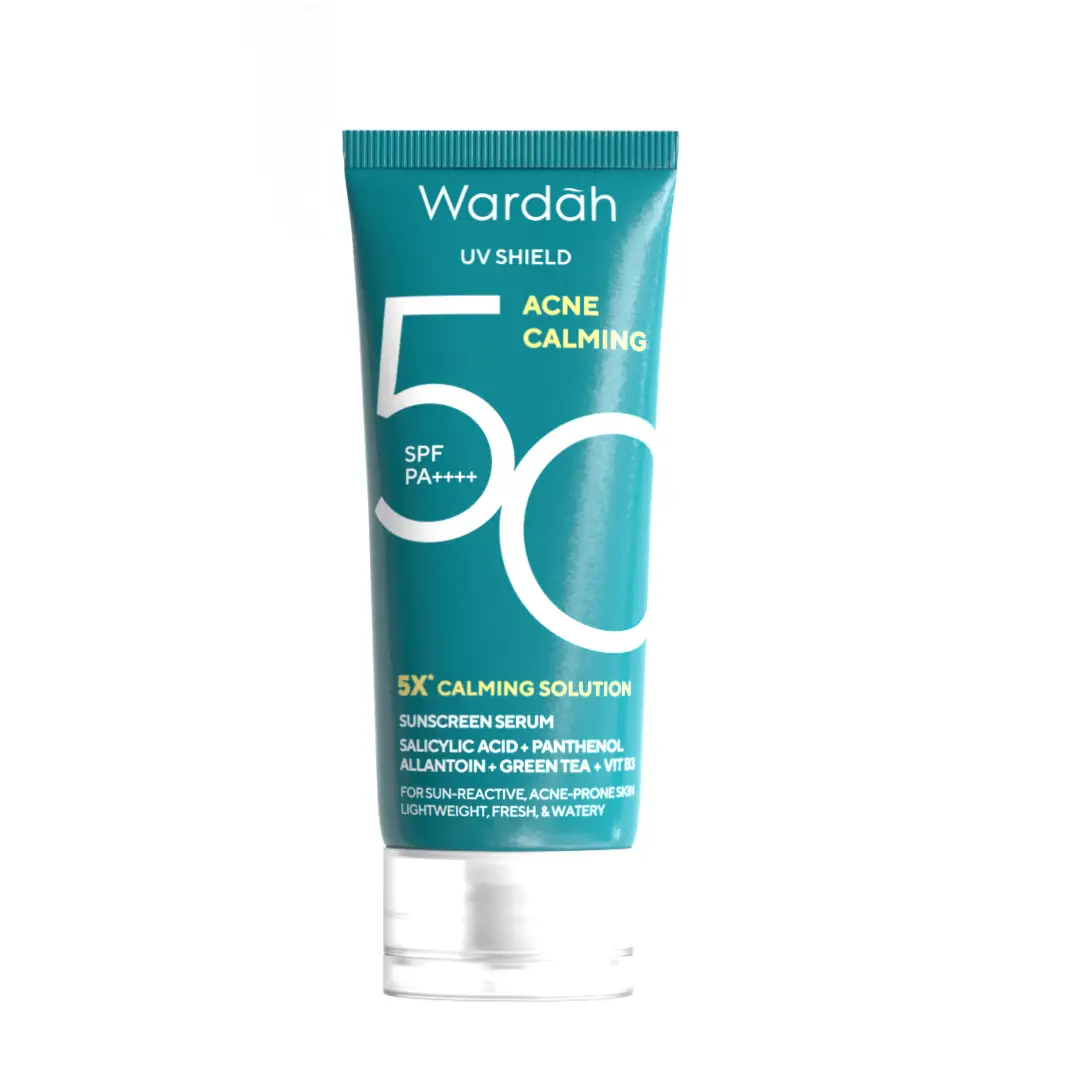 Wardāh
UV SHIELD
50
ACNE
CALMING
SPF
PA++++
5X* CALMING SOLUTION
SUNSCREEN SERUM
SALICYLIC ACID + PANTHENOL
ALLANTOIN + GREEN TEA + VIT B3
FOR SUN-REACTIVE, ACNE-PRONE SKIN
LIGHTWEIGHT, FRESH, & WATERY